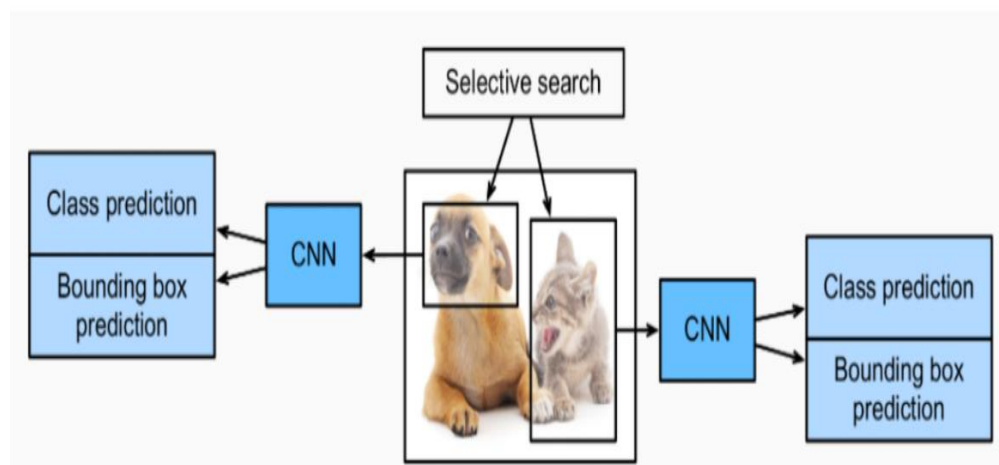 Selective search
Class prediction
Bounding box
prediction
CNN
CNN
Class prediction
Bounding box
prediction